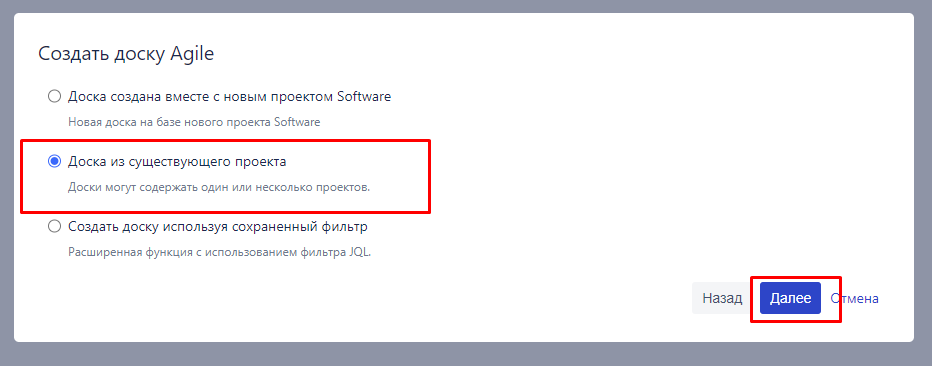 Создать доску Agile
Доска создана вместе с новым проектом Software
Новая доска на базе нового проекта Software
Доска из существующего проекта
Доски могут содержать один или несколько проектов.
Создать доску используя сохраненный фильтр
Расширенная функция с использованием фильтра JQL.
Назад Далее Отмена